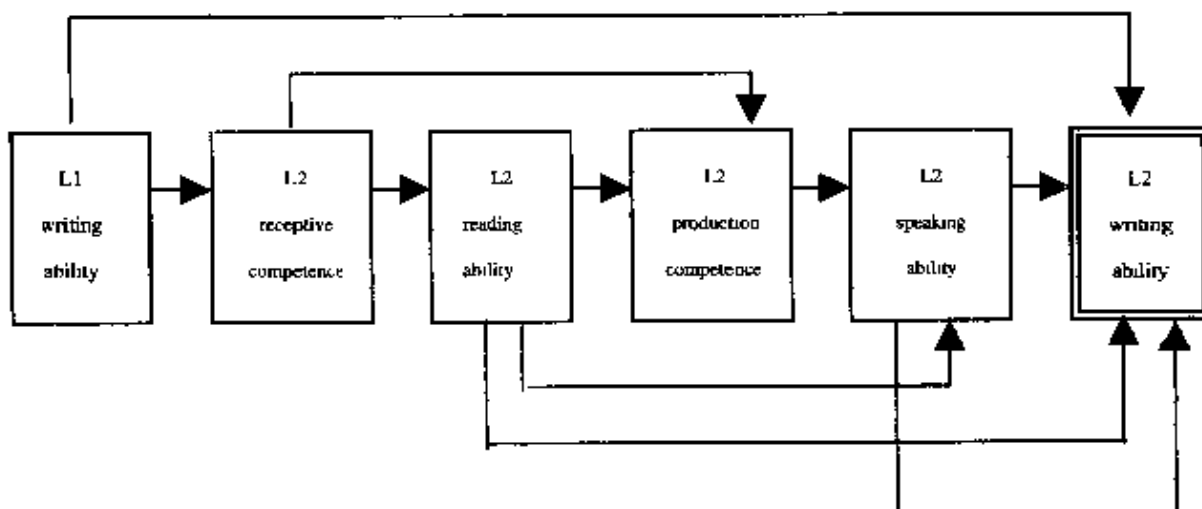 L1
writing
ability
L2
receptive
competence
L2
reading
ability
L2
production
competence
L2
speaking
ability
L2
writing
ability